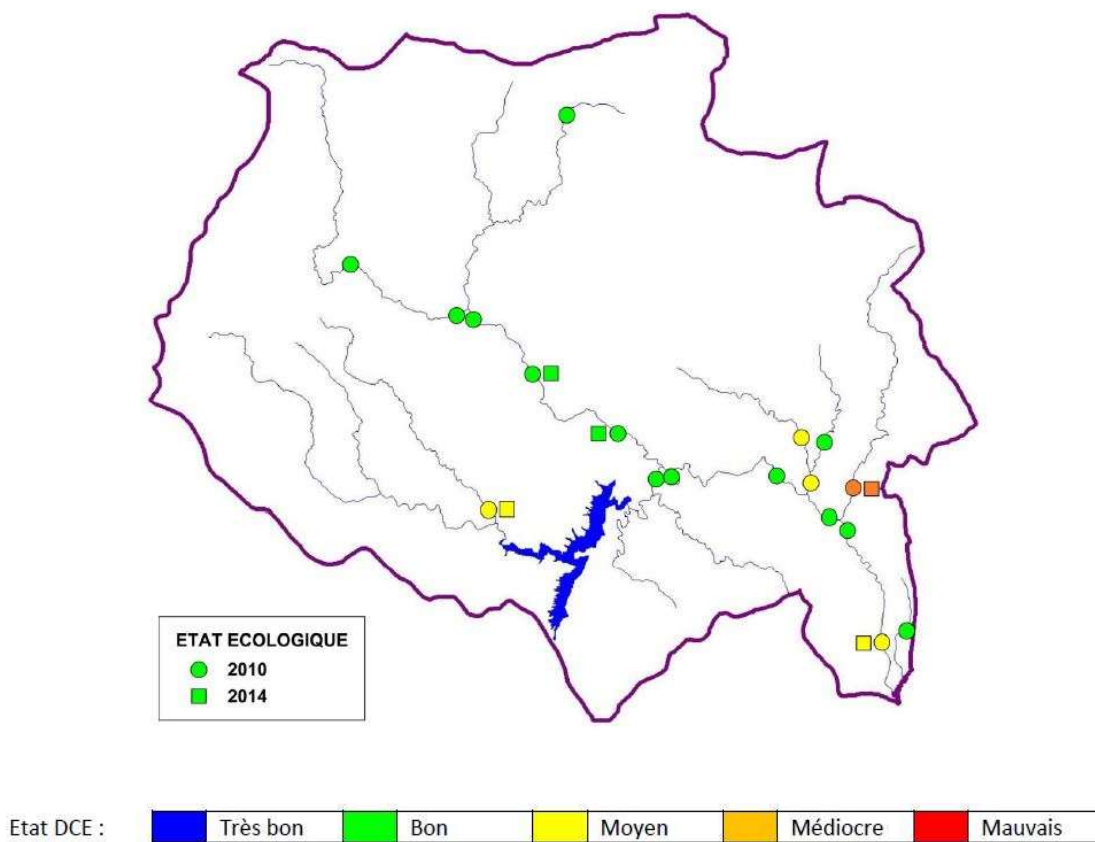 ETAT ECOLOGIQUE
2010
2014
Etat DCE : Très bon Bon Moyen Médiocre Mauvais